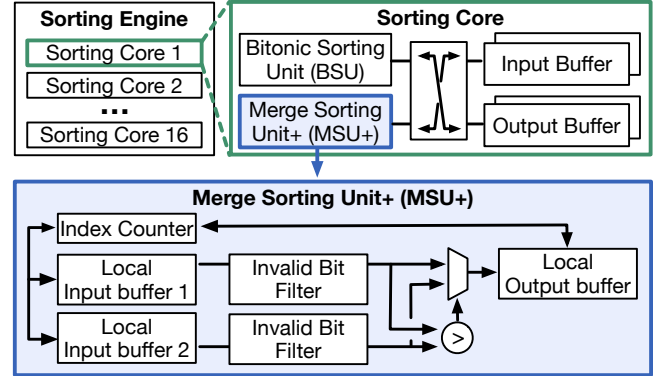 Sorting Engine
Sorting Core 1
Sorting Core 2
...
Sorting Core 16
Sorting Core
Bitonic Sorting
Unit (BSU)
Merge Sorting
Unit+ (MSU+)
Input Buffer
Output Buffer
Merge Sorting Unit+ (MSU+)
Index Counter
Local
Input buffer 1
Invalid Bit
Filter
Local
Output buffer
Local
Input buffer 2
Invalid Bit
Filter
>